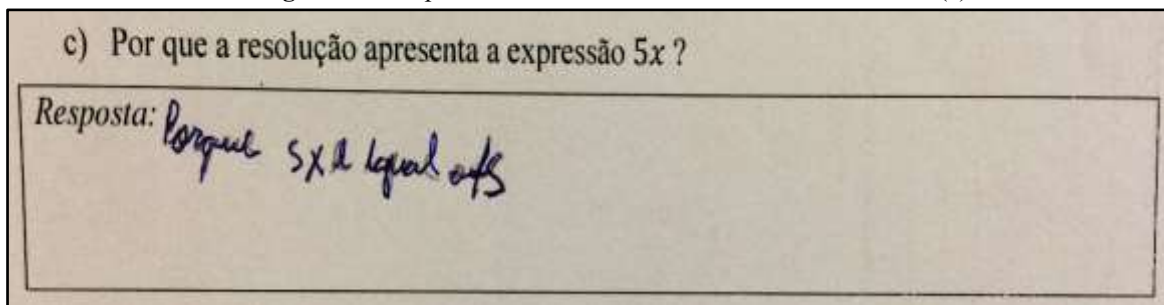 c) Por que a resolução apresenta a expressão 5x ?
Resposta: Porque 5x é igual